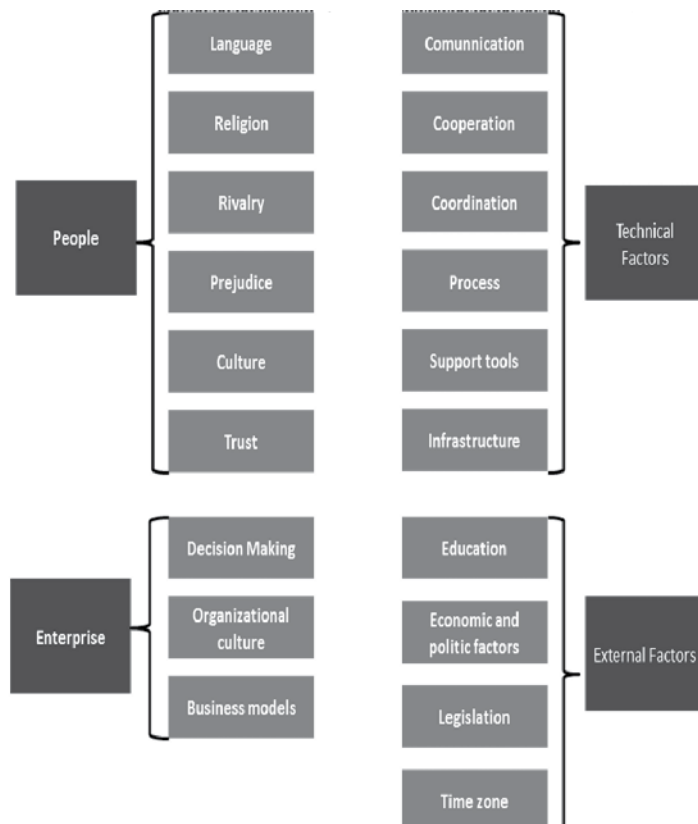 People
Language
Religion
Rivalry
Prejudice
Culture
Trust
Comunnication
Cooperation
Coordination
Process
Support tools
Infrastructure
Technical
Factors
Enterprise
Decision Making
Organizational
culture
Business models
Education
Economic and
politic factors
Legislation
Time zone
External Factors